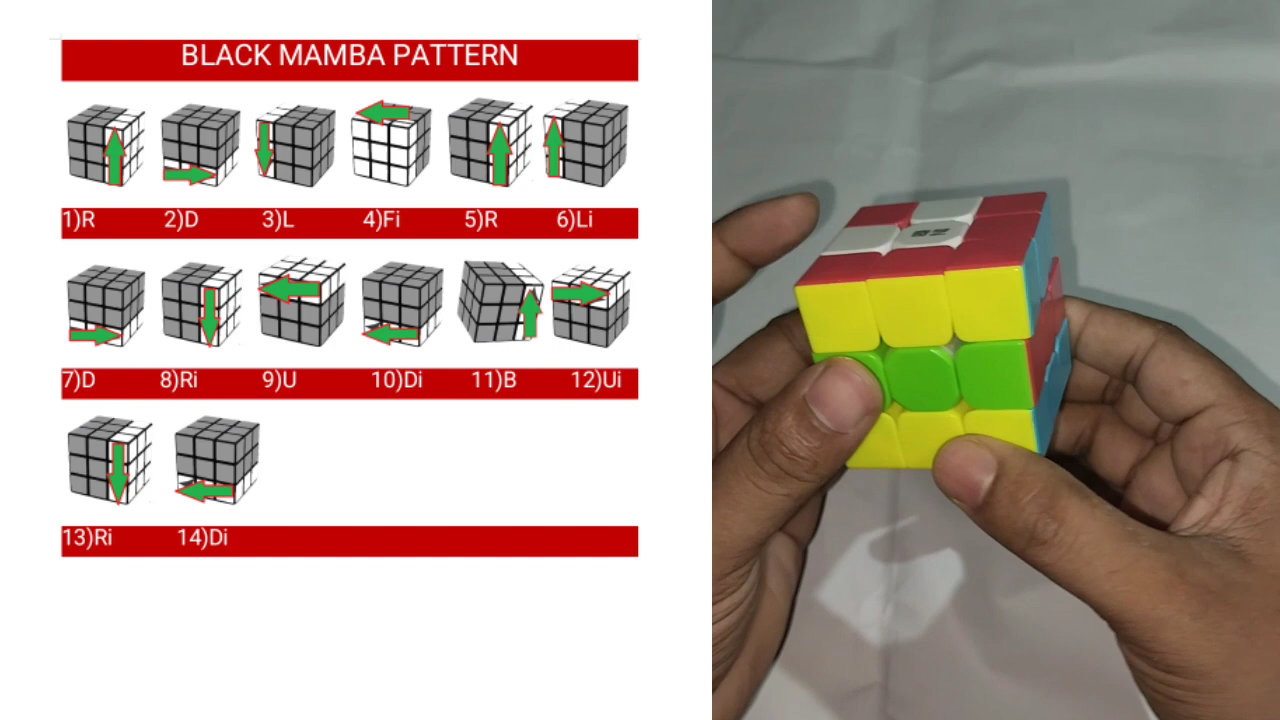 BLACK MAMBA PATTERN
1)R 2)D 3)L 4)Fi 5)R 6)Li
7)D 8)Ri 9)U 10)Di 11)B 12)Ui
13)Ri 14)Di